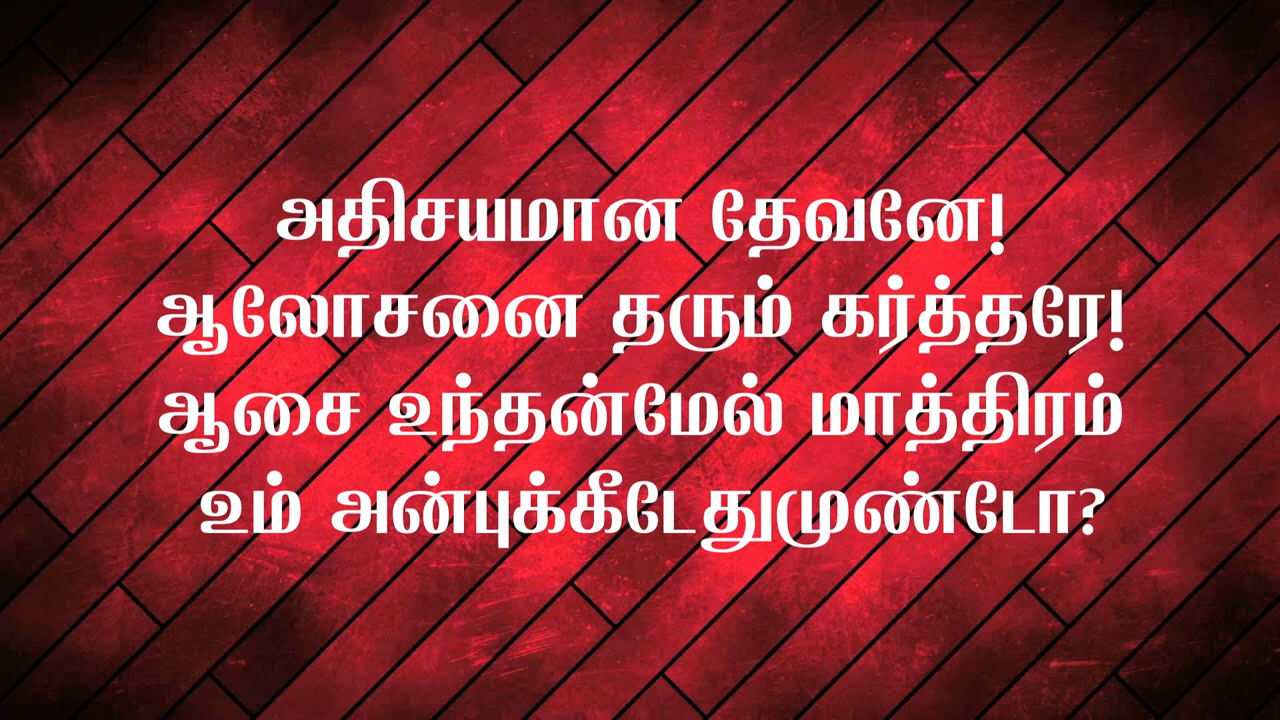 அதிசயமான தேவனே!
ஆலோசனை தரும் கர்த்தரே!
ஆசை உந்தன்மேல் மாத்திரம்
உம் அன்புக்கீடேதுமுண்டோ?